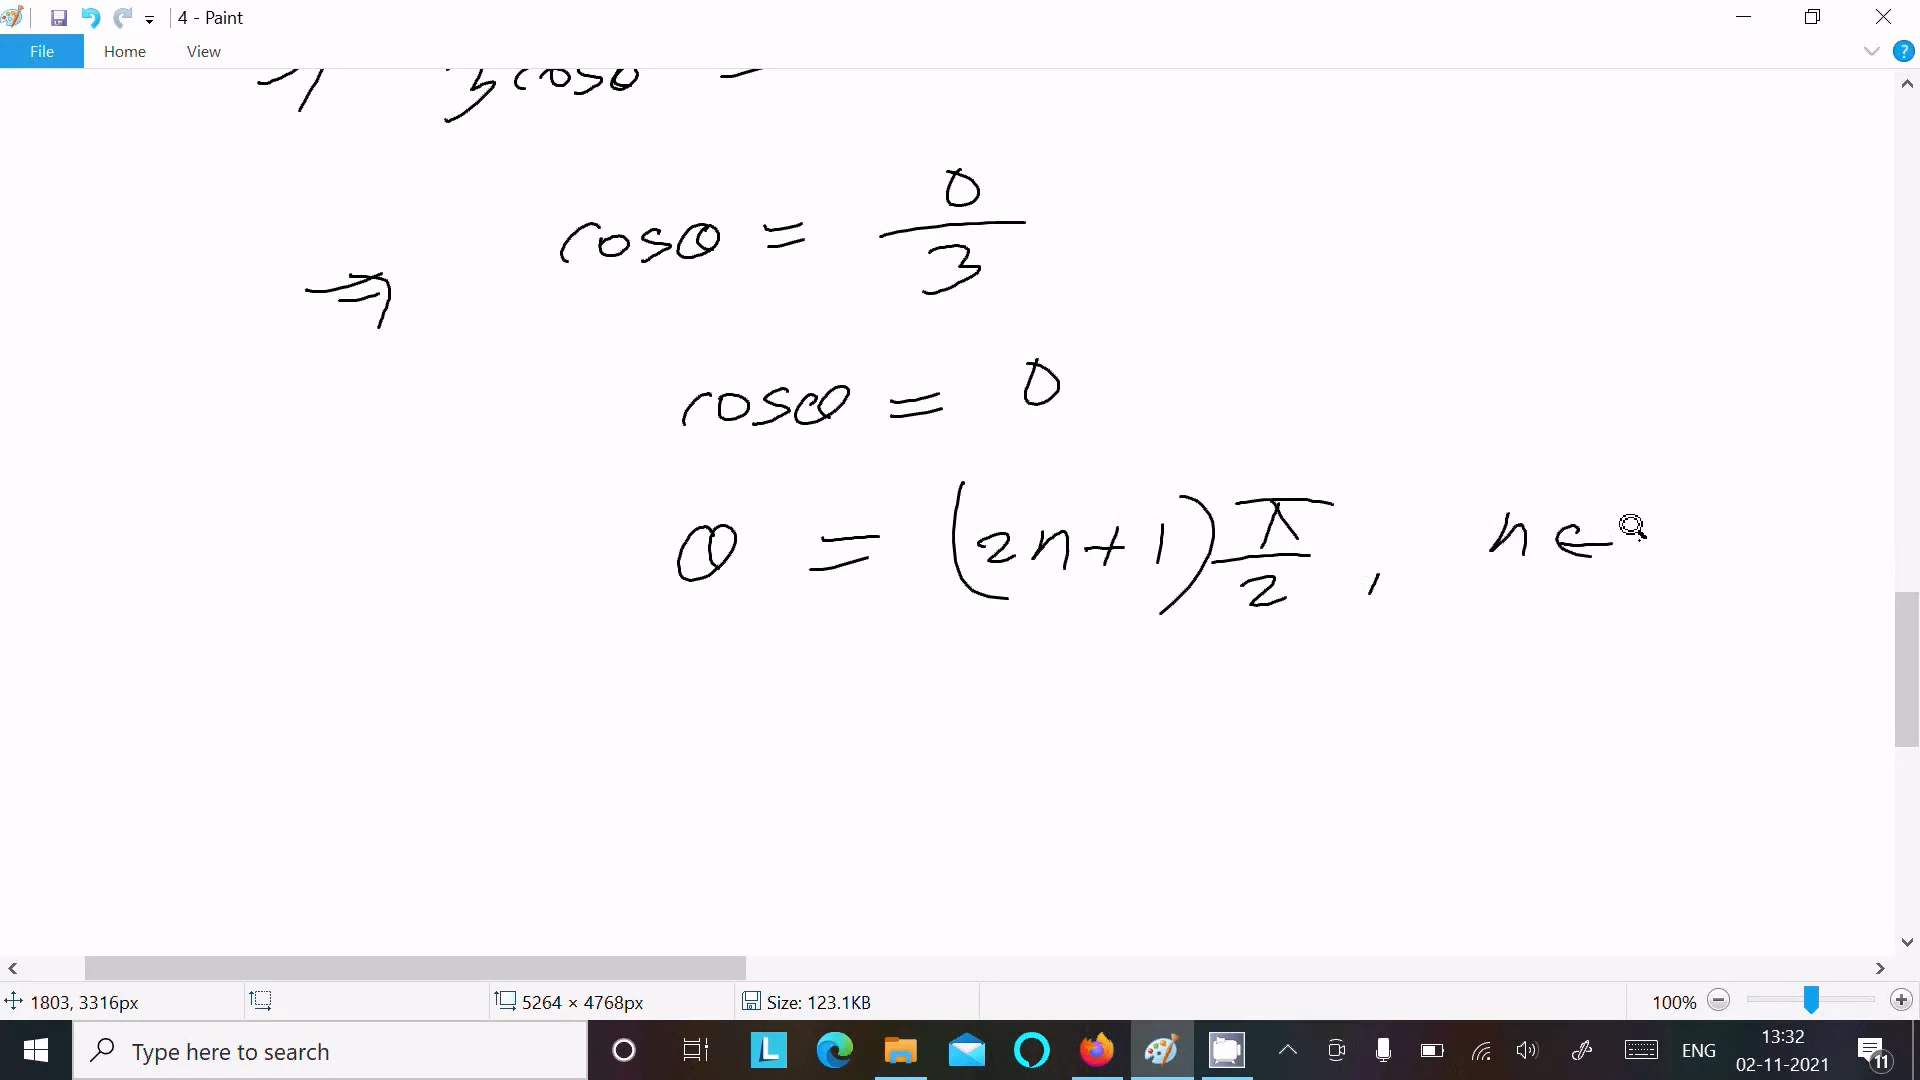 4 - Paint
File Home View
⇒ 3cosθ =
cosθ = 0/3
⇒
cosθ = 0
θ = (2n+1)π/2, n∈
1803, 3316px 5264 × 4768px Size: 123.1KB 100%
Type here to search L ENG 13:32
02-11-2021 11